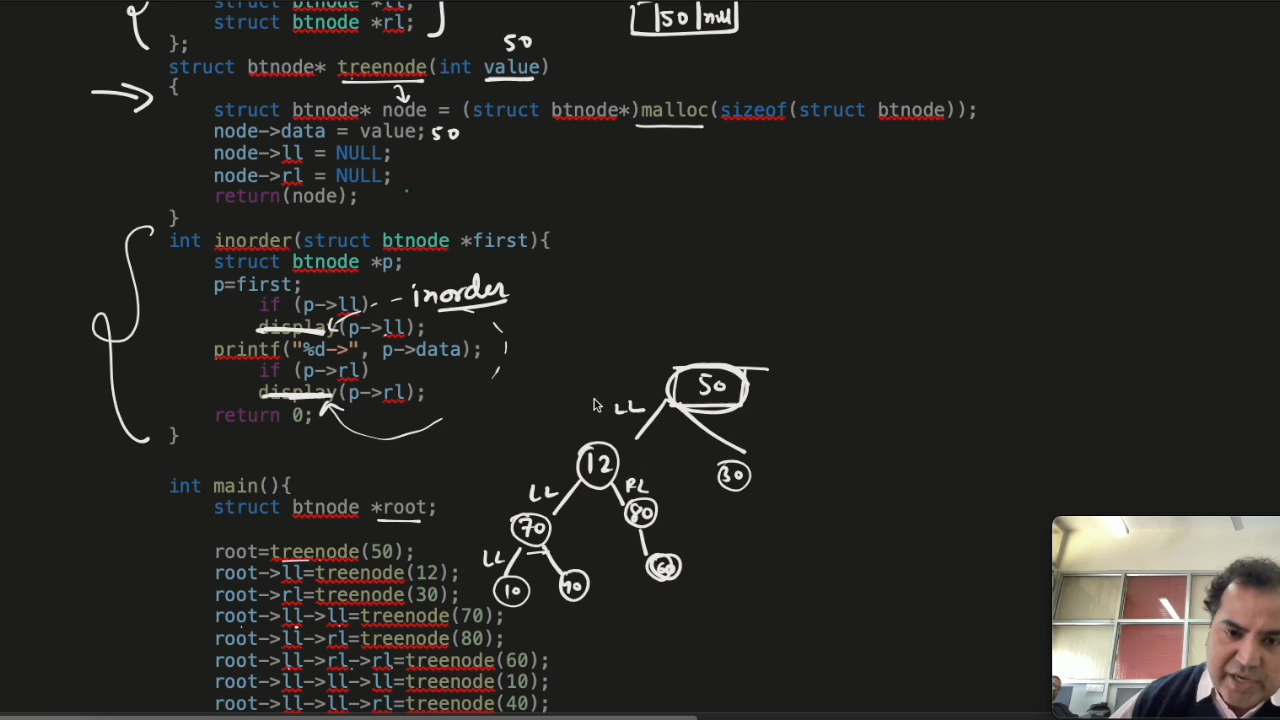 struct btnode *ll;
struct btnode *rl;
};
|50|null
50
struct btnode* treenode(int value)
{
struct btnode* node = (struct btnode*)malloc(sizeof(struct btnode));
node->data = value; 50
node->ll = NULL;
node->rl = NULL;
return(node);
}
int inorder(struct btnode *first){
struct btnode *p;
p=first;
if (p->ll) inorder
display(p->ll);
printf("%d->", p->data);
if (p->rl)
display(p->rl);
return 0;
}
int main(){
struct btnode *root;
root=treenode(50);
root->ll=treenode(12);
root->rl=treenode(30);
root->ll->ll=treenode(70);
root->ll->rl=treenode(80);
root->ll->rl->rl=treenode(60);
root->ll->ll->ll=treenode(10);
root->ll->ll->rl=treenode(40);
50
LL
12
30
LL
RL
70
80
LL
10
40
60